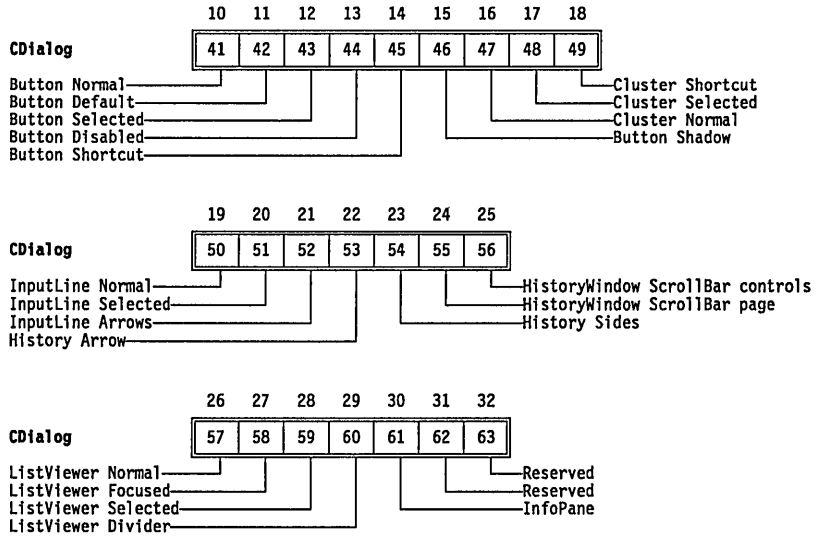 10 11 12 13 14 15 16 17 18
CDialog 41 42 43 44 45 46 47 48 49
Button Normal Cluster Shortcut
Button Default Cluster Selected
Button Selected Cluster Normal
Button Disabled Button Shadow
Button Shortcut
19 20 21 22 23 24 25
CDialog 50 51 52 53 54 55 56
InputLine Normal HistoryWindow ScrollBar controls
InputLine Selected HistoryWindow ScrollBar page
InputLine Arrows History Sides
History Arrow
26 27 28 29 30 31 32
CDialog 57 58 59 60 61 62 63
ListViewer Normal Reserved
ListViewer Focused Reserved
ListViewer Selected InfoPane
ListViewer Divider